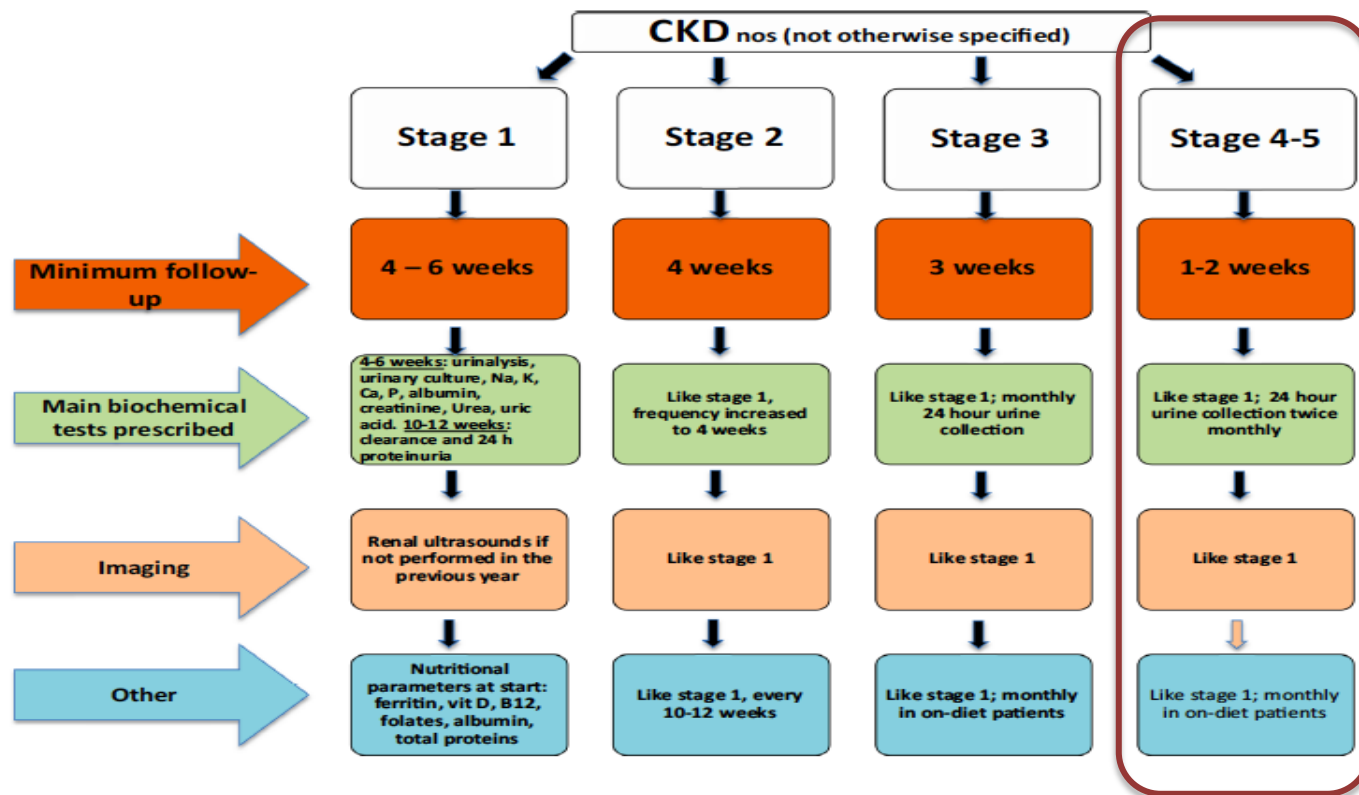 CKD nos (not otherwise specified)
Stage 1
Stage 2
Stage 3
Stage 4-5
Minimum follow-
up
4 – 6 weeks
4 weeks
3 weeks
1-2 weeks
Main biochemical
tests prescribed
4-6 weeks: urinalysis,
urinary culture, Na, K,
Ca, P, albumin,
creatinine, Urea, uric
acid. 10-12 weeks:
clearance and 24 h
proteinuria
Like stage 1,
frequency increased
to 4 weeks
Like stage 1; monthly
24 hour urine
collection
Like stage 1; 24 hour
urine collection twice
monthly
Imaging
Renal ultrasounds if
not performed in the
previous year
Like stage 1
Like stage 1
Like stage 1
Other
Nutritional
parameters at start:
ferritin, vit D, B12,
folates, albumin,
total proteins
Like stage 1, every
10-12 weeks
Like stage 1; monthly
in on-diet patients
Like stage 1; monthly
in on-diet patients